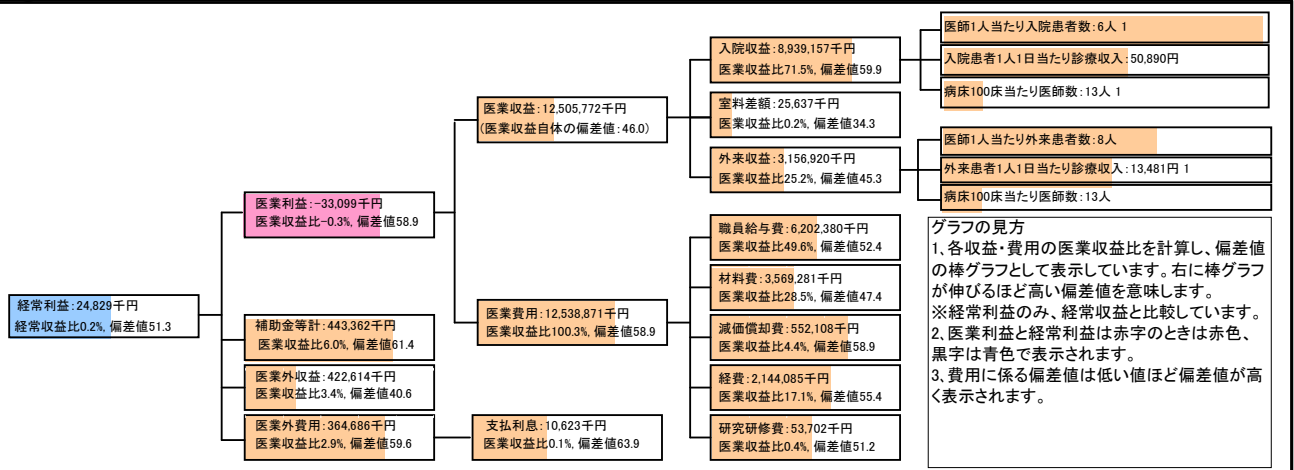 経常利益：24,829千円
経常収益比0.2%, 偏差値51.3
医業利益：-33,099千円
医業収益比-0.3%, 偏差値58.9
補助金等計：443,362千円
医業収益比6.0%, 偏差値61.4
医業外収益：422,614千円
医業収益比3.4%, 偏差値40.6
医業外費用：364,686千円
医業収益比2.9%, 偏差値59.6
医業収益：12,505,772千円
(医業収益自体の偏差値：46.0)
医業費用：12,538,871千円
医業収益比100.3%, 偏差値58.9
支払利息：10,623千円
医業収益比0.1%, 偏差値63.9
入院収益：8,939,157千円
医業収益比71.5%, 偏差値59.9
室料差額：25,637千円
医業収益比0.2%, 偏差値34.3
外来収益：3,156,920千円
医業収益比25.2%, 偏差値45.3
職員給与費：6,202,380千円
医業収益比49.6%, 偏差値52.4
材料費：3,569,281千円
医業収益比28.5%, 偏差値47.4
減価償却費：552,108千円
医業収益比4.4%, 偏差値58.9
経費：2,144,085千円
医業収益比17.1%, 偏差値55.4
研究研修費：53,702千円
医業収益比0.4%, 偏差値51.2
医師1人当たり入院患者数：6人 1
入院患者1人1日当たり診療収入：50,890円
病床100床当たり医師数：13人 1
医師1人当たり外来患者数：8人
外来患者1人1日当たり診療収入：13,481円 1
病床100床当たり医師数：13人
グラフの見方
1、各収益・費用の医業収益比を計算し、偏差値
の棒グラフとして表示しています。右に棒グラフ
が伸びるほど高い偏差値を意味します。
※経常利益のみ、経常収益と比較しています。
2、医業利益と経常利益は赤字のときは赤色、
黒字は青色で表示されます。
3、費用に係る偏差値は低い値ほど偏差値が高
く表示されます。